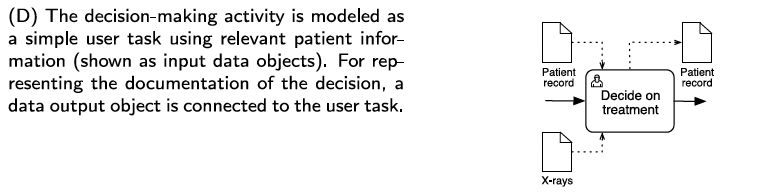 (D) The decision-making activity is modeled as
a simple user task using relevant patient infor-
mation (shown as input data objects). For rep-
resenting the documentation of the decision, a
data output object is connected to the user task.
Patient
record
Patient
record
Decide on
treatment
X-rays